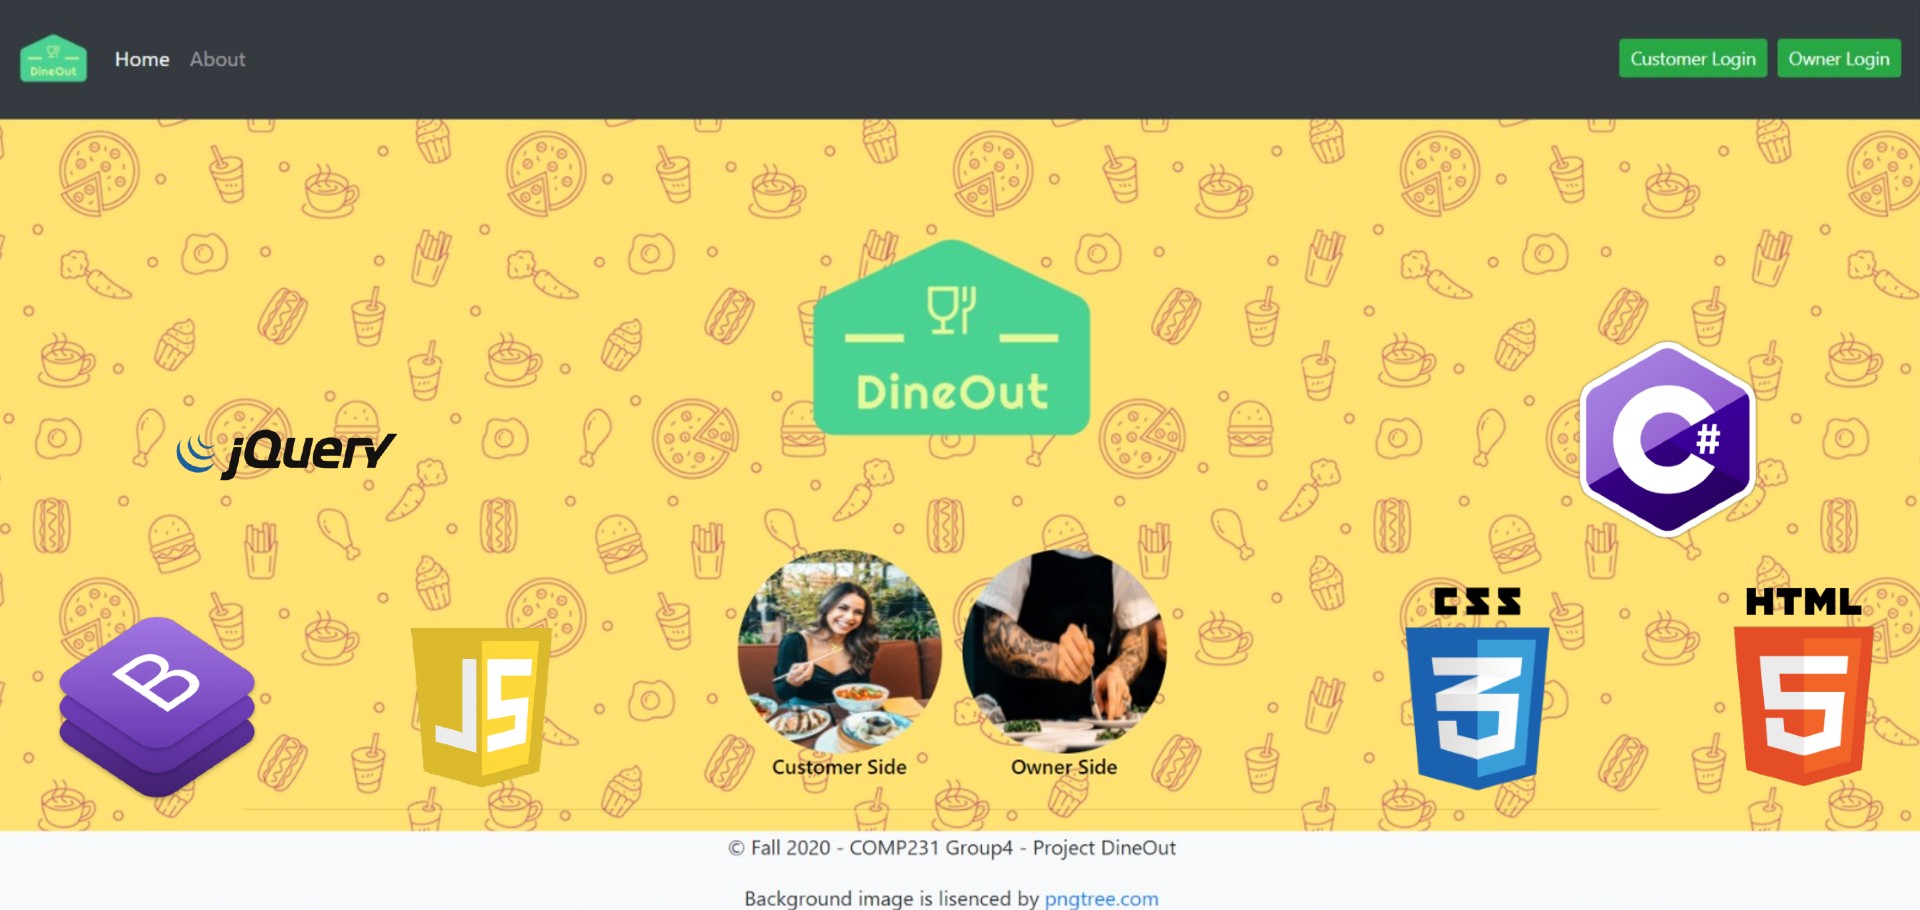 DineOut
Home
About
Customer Login
Owner Login
DineOut
jQuery
C#
B
JS
CSS
3
HTML
5
Customer Side
Owner Side
© Fall 2020 - COMP231 Group4 - Project DineOut
Background image is lisenced by pngtree.com